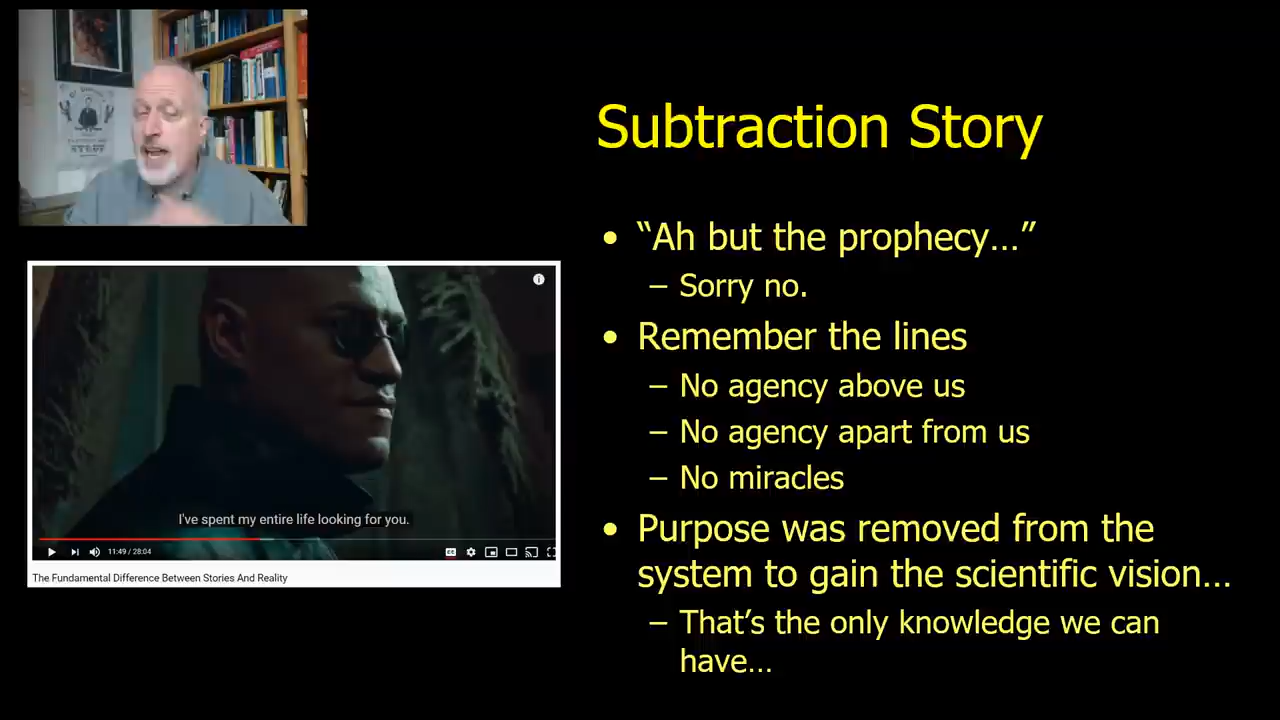 Subtraction Story
• “Ah but the prophecy…”
– Sorry no.
• Remember the lines
– No agency above us
– No agency apart from us
– No miracles
• Purpose was removed from the
system to gain the scientific vision…
– That’s the only knowledge we can
have…
I've spent my entire life looking for you.
11:49 / 28:04
The Fundamental Difference Between Stories And Reality